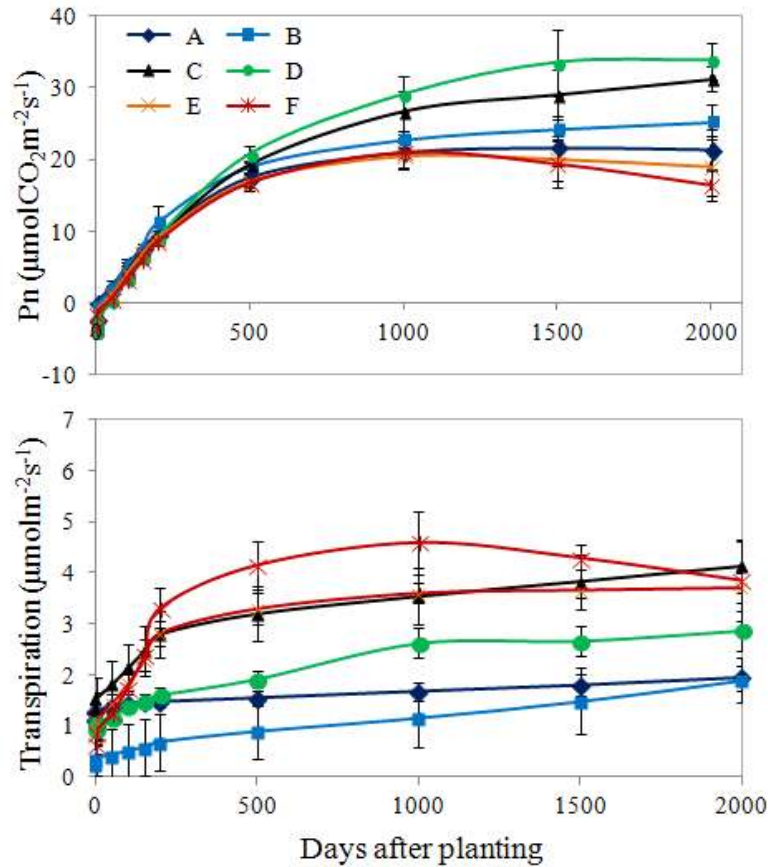 40
30
20
10
0
-10
Pn (μmolCO₂m⁻²s⁻¹)
A B
C D
E F
500 1000 1500 2000
7
6
5
4
3
2
1
0
Transpiration (μmolm⁻²s⁻¹)
0 500 1000 1500 2000
Days after planting